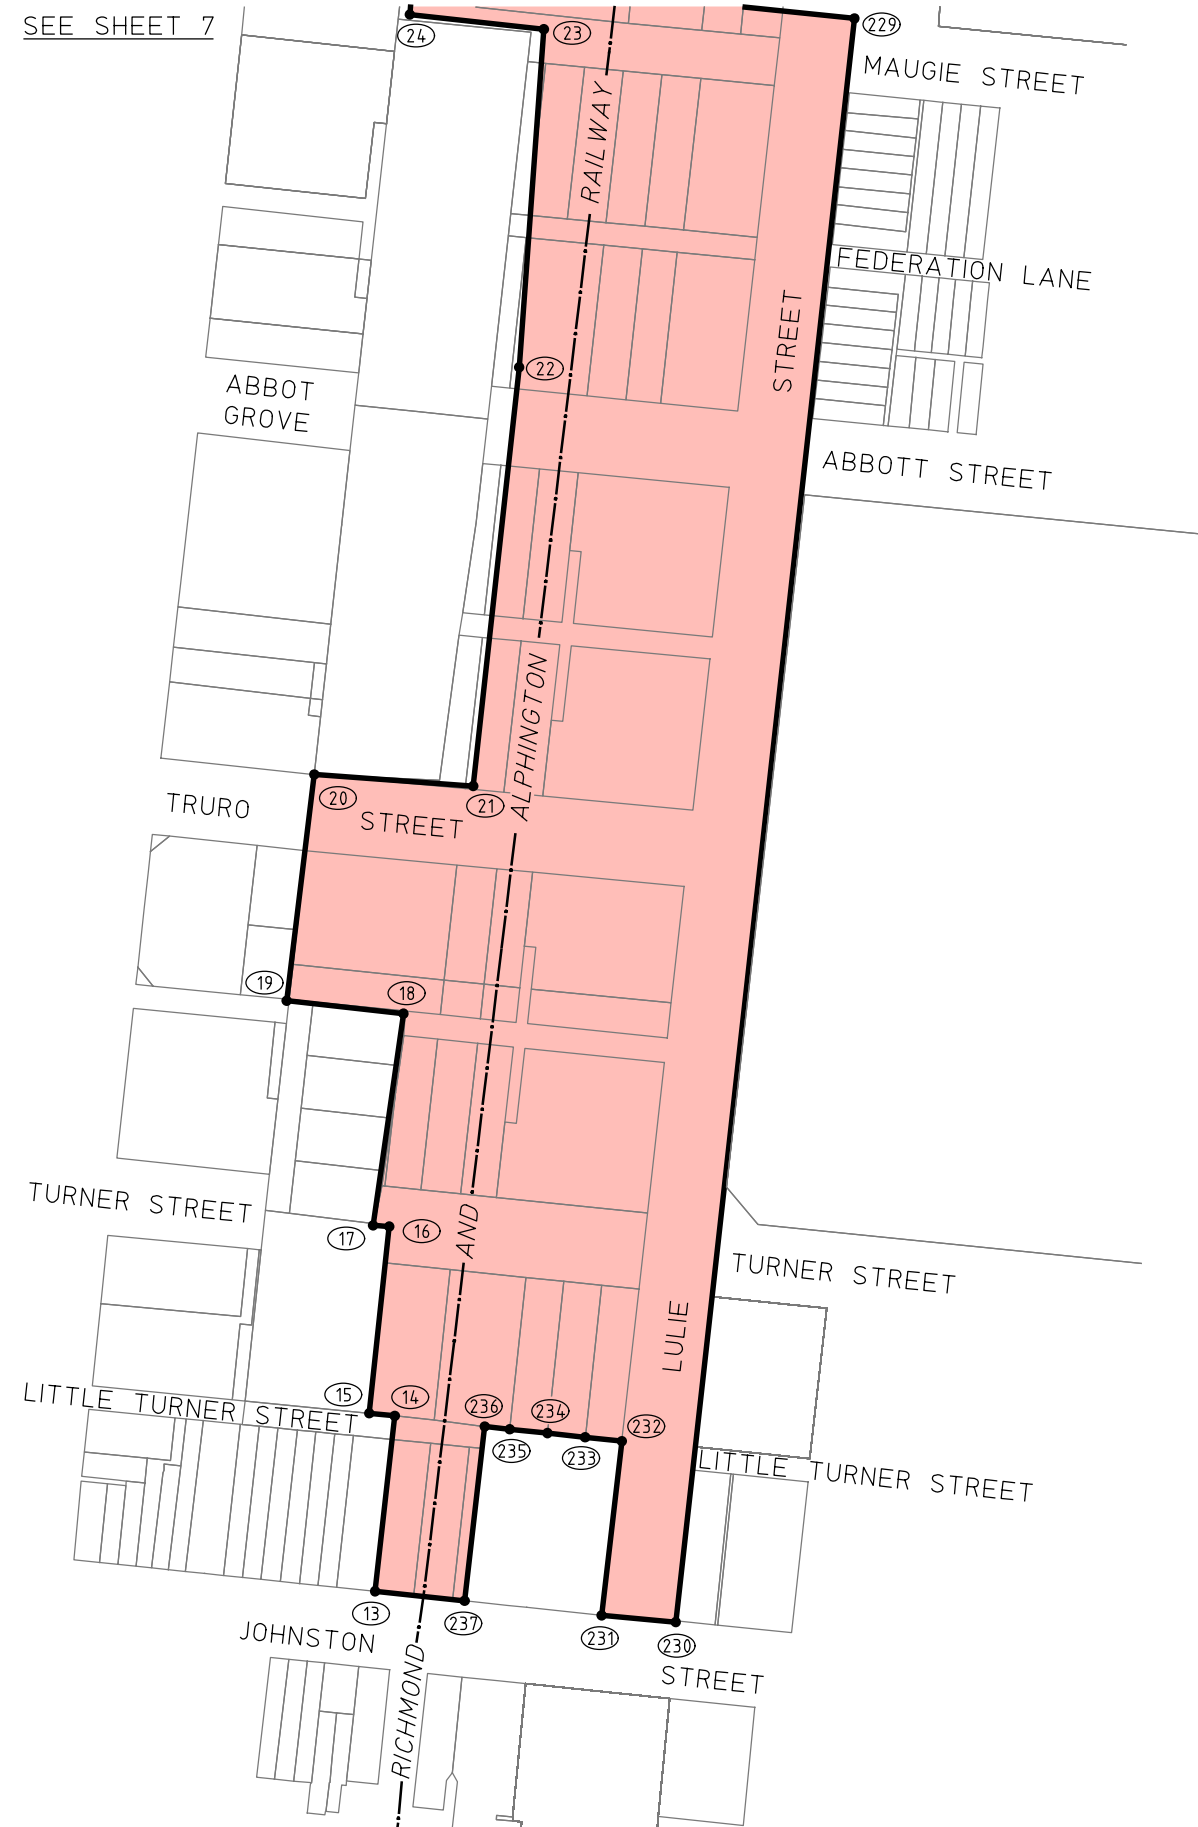 SEE SHEET 7
24
23
229
MAUGIE STREET
RAILWAY
FEDERATION LANE
STREET
22
ABBOT
GROVE
ABBOTT STREET
ALPHINGTON
20
21
TRURO
STREET
19
18
TURNER STREET
17
16
AND
TURNER STREET
LULIE
LITTLE TURNER STREET
15
14
236
234
232
235
233
LITTLE TURNER STREET
13
237
231
230
JOHNSTON
STREET
RICHMOND